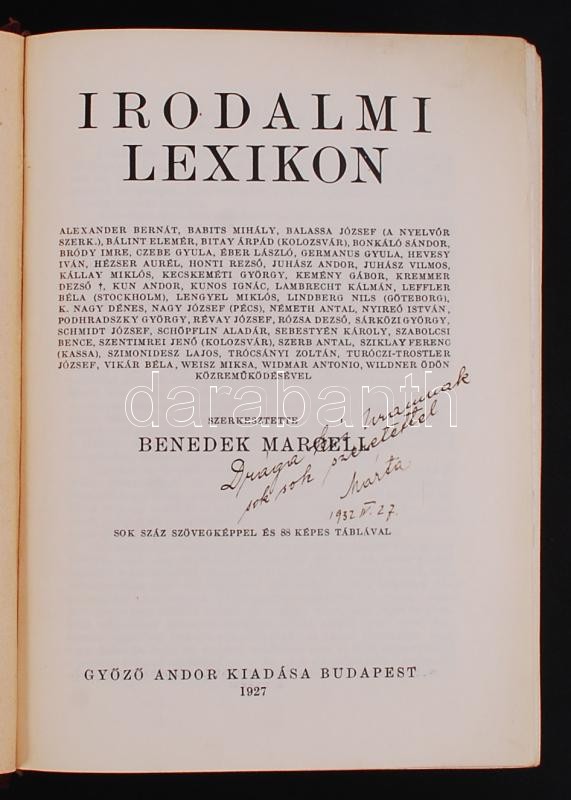 IRODALMI
LEXIKON
ALEXANDER BERNÁT, BABITS MIHÁLY, BALASSA JÓZSEF (A NYELVŐR
SZERK.), BÁLINT ELEMÉR, BITAY ÁRPÁD (KOLOZSVÁR), BONKÁLÓ SÁNDOR,
BRÓDY IMRE, CZEBE GYULA, ÉBER LÁSZLÓ, GERMANUS GYULA, HEVESY
IVÁN, HÉZSER AURÉL, HONTI REZSŐ, JUHÁSZ ANDOR, JUHÁSZ VILMOS,
KÁLLAY MIKLÓS, KECSKEMÉTI GYÖRGY, KEMÉNY GÁBOR, KREMMER
DEZSŐ †, KUN ANDOR, KUNOS IGNÁC, LAMBRECHT KÁLMÁN, LEFFLER
BÉLA (STOCKHOLM), LENGYEL MIKLÓS, LINDBERG NILS (GÖTEBORG),
K. NAGY DÉNES, NAGY JÓZSEF (PÉCS), NÉMETH ANTAL, NYIREŐ ISTVÁN,
PODHRADSZKY GYÖRGY, RÉVAY JÓZSEF, RÓZSA DEZSŐ, SÁRKÖZI GYÖRGY,
SCHMIDT JÓZSEF, SCHÖPFLIN ALADÁR, SEBESTYÉN KÁROLY, SZABOLCSI
BENCE, SZENTIMREI JENŐ (KOLOZSVÁR), SZERB ANTAL, SZIKLAY FERENC
(KASSA), SZIMONIDESZ LAJOS, TRÓCSÁNYI ZOLTÁN, TURÓCZI-TROSTLER
JÓZSEF, VIKÁR BÉLA, WEISZ MIKSA, WIDMAR ANTONIO, WILDNER ÖDÖN
KÖZREMŰKÖDÉSÉVEL
darabanth
SZERKESZTETTE
BENEDEK MARCELL
Drága Uramnak
sok sok szeretettel
Márta
1932 IV. 27.
SOK SZÁZ SZÖVEGKÉPPEL ÉS 88 KÉPES TÁBLÁVAL
GYŐZŐ ANDOR KIADÁSA BUDAPEST
1927